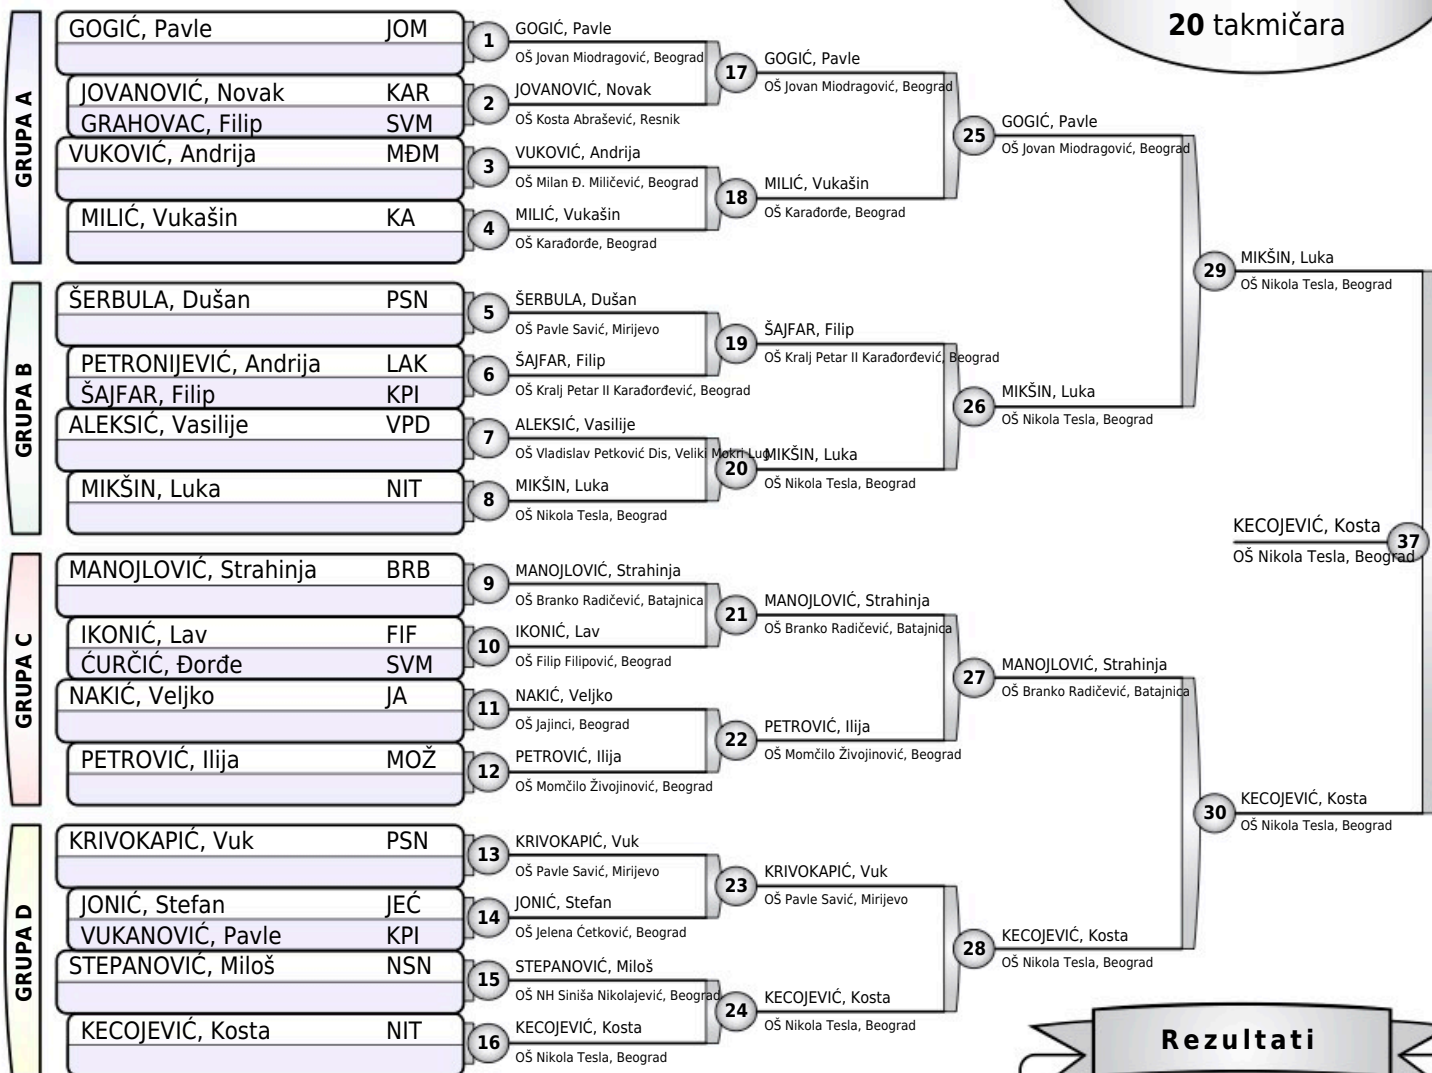 20 takmičara
GRUPA A
GOGIĆ, Pavle JOM
JOVANOVIĆ, Novak KAR
GRAHOVAC, Filip SVM
VUKOVIĆ, Andrija MĐM
MILIĆ, Vukašin KA
1
GOGIĆ, Pavle
OŠ Jovan Miodragović, Beograd
2
JOVANOVIĆ, Novak
OŠ Kosta Abrašević, Resnik
3
VUKOVIĆ, Andrija
OŠ Milan Đ. Miličević, Beograd
4
MILIĆ, Vukašin
OŠ Karađorđe, Beograd
17
GOGIĆ, Pavle
OŠ Jovan Miodragović, Beograd
18
MILIĆ, Vukašin
OŠ Karađorđe, Beograd
25
GOGIĆ, Pavle
OŠ Jovan Miodragović, Beograd
GRUPA B
ŠERBULA, Dušan PSN
PETRONIJEVIĆ, Andrija LAK
ŠAJFAR, Filip KPI
ALEKSIĆ, Vasilije VPD
MIKŠIN, Luka NIT
5
ŠERBULA, Dušan
OŠ Pavle Savić, Mirijevo
6
ŠAJFAR, Filip
OŠ Kralj Petar II Karađorđević, Beograd
7
ALEKSIĆ, Vasilije
OŠ Vladislav Petković Dis, Veliki Mokri Lug
8
MIKŠIN, Luka
OŠ Nikola Tesla, Beograd
19
ŠAJFAR, Filip
OŠ Kralj Petar II Karađorđević, Beograd
20
MIKŠIN, Luka
OŠ Nikola Tesla, Beograd
26
MIKŠIN, Luka
OŠ Nikola Tesla, Beograd
29
MIKŠIN, Luka
OŠ Nikola Tesla, Beograd
KECOJEVIĆ, Kosta
OŠ Nikola Tesla, Beograd
37
GRUPA C
MANOJLOVIĆ, Strahinja BRB
IKONIĆ, Lav FIF
ĆURČIĆ, Đorđe SVM
NAKIĆ, Veljko JA
PETROVIĆ, Ilija MOŽ
9
MANOJLOVIĆ, Strahinja
OŠ Branko Radičević, Batajnica
10
IKONIĆ, Lav
OŠ Filip Filipović, Beograd
11
NAKIĆ, Veljko
OŠ Jajinci, Beograd
12
PETROVIĆ, Ilija
OŠ Momčilo Živojinović, Beograd
21
MANOJLOVIĆ, Strahinja
OŠ Branko Radičević, Batajnica
22
PETROVIĆ, Ilija
OŠ Momčilo Živojinović, Beograd
27
MANOJLOVIĆ, Strahinja
OŠ Branko Radičević, Batajnica
GRUPA D
KRIVOKAPIĆ, Vuk PSN
JONIĆ, Stefan JEĆ
VUKANOVIĆ, Pavle KPI
STEPANOVIĆ, Miloš NSN
KECOJEVIĆ, Kosta NIT
13
KRIVOKAPIĆ, Vuk
OŠ Pavle Savić, Mirijevo
14
JONIĆ, Stefan
OŠ Jelena Ćetković, Beograd
15
STEPANOVIĆ, Miloš
OŠ NH Siniša Nikolajević, Beograd
16
KECOJEVIĆ, Kosta
OŠ Nikola Tesla, Beograd
23
KRIVOKAPIĆ, Vuk
OŠ Pavle Savić, Mirijevo
24
KECOJEVIĆ, Kosta
OŠ Nikola Tesla, Beograd
28
KECOJEVIĆ, Kosta
OŠ Nikola Tesla, Beograd
30
KECOJEVIĆ, Kosta
OŠ Nikola Tesla, Beograd
Rezultati